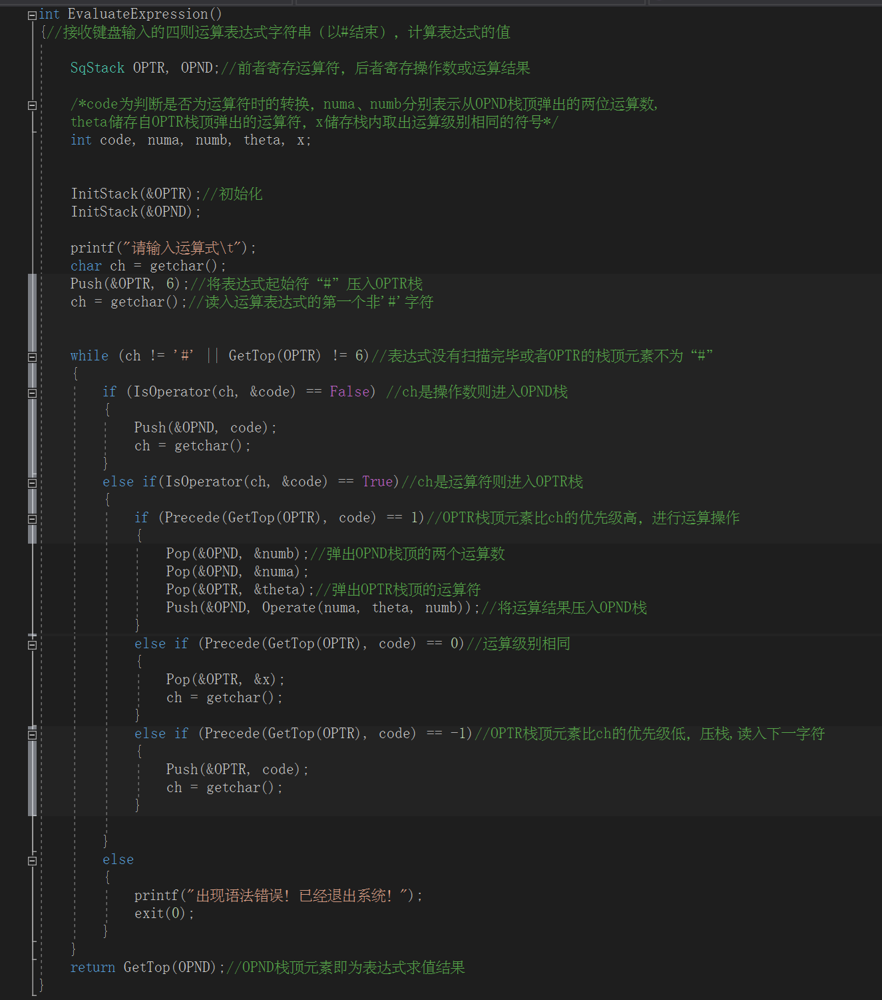 int EvaluateExpression()
{//接收键盘输入的四则运算表达式字符串（以#结束），计算表达式的值
SqStack OPTR, OPND;//前者寄存运算符，后者寄存操作数或运算结果
/*code为判断是否为运算符时的转换，numa、numb分别表示从OPND栈顶弹出的两位运算数,
theta储存自OPTR栈顶弹出的运算符，x储存栈内取出运算级别相同的符号*/
int code, numa, numb, theta, x;
InitStack(&OPTR);//初始化
InitStack(&OPND);
printf("请输入运算式\t");
char ch = getchar();
Push(&OPTR, 6);//将表达式起始符“#”压入OPTR栈
ch = getchar();//读入运算表达式的第一个非'#'字符
while (ch != '#' || GetTop(OPTR) != 6)//表达式没有扫描完毕或者OPTR的栈顶元素不为“#”
{
if (IsOperator(ch, &code) == False) //ch是操作数则进入OPND栈
{
Push(&OPND, code);
ch = getchar();
}
else if(IsOperator(ch, &code) == True)//ch是运算符则进入OPTR栈
{
if (Precede(GetTop(OPTR), code) == 1)//OPTR栈顶元素比ch的优先级高，进行运算操作
{
Pop(&OPND, &numb);//弹出OPND栈顶的两个运算数
Pop(&OPND, &numa);
Pop(&OPTR, &theta);//弹出OPTR栈顶的运算符
Push(&OPND, Operate(numa, theta, numb));//将运算结果压入OPND栈
}
else if (Precede(GetTop(OPTR), code) == 0)//运算级别相同
{
Pop(&OPTR, &x);
ch = getchar();
}
else if (Precede(GetTop(OPTR), code) == -1)//OPTR栈顶元素比ch的优先级低，压栈,读入下一字符
{
Push(&OPTR, code);
ch = getchar();
}
}
else
{
printf("出现语法错误！已经退出系统！");
exit(0);
}
}
return GetTop(OPND);//OPND栈顶元素即为表达式求值结果
}